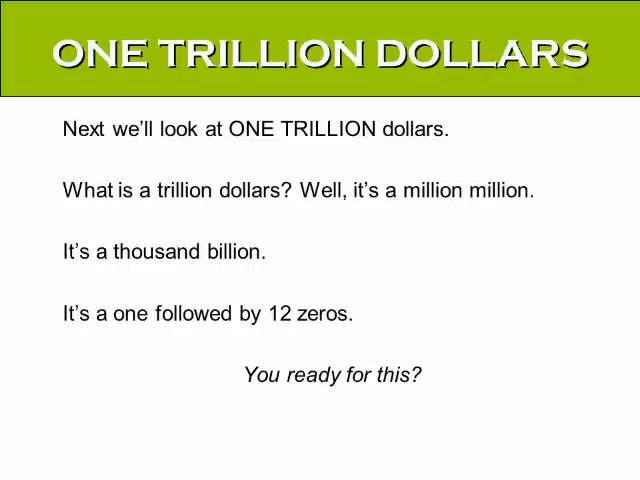 ONE TRILLION DOLLARS
Next we’ll look at ONE TRILLION dollars.
What is a trillion dollars? Well, it’s a million million.
It’s a thousand billion.
It’s a one followed by 12 zeros.
You ready for this?